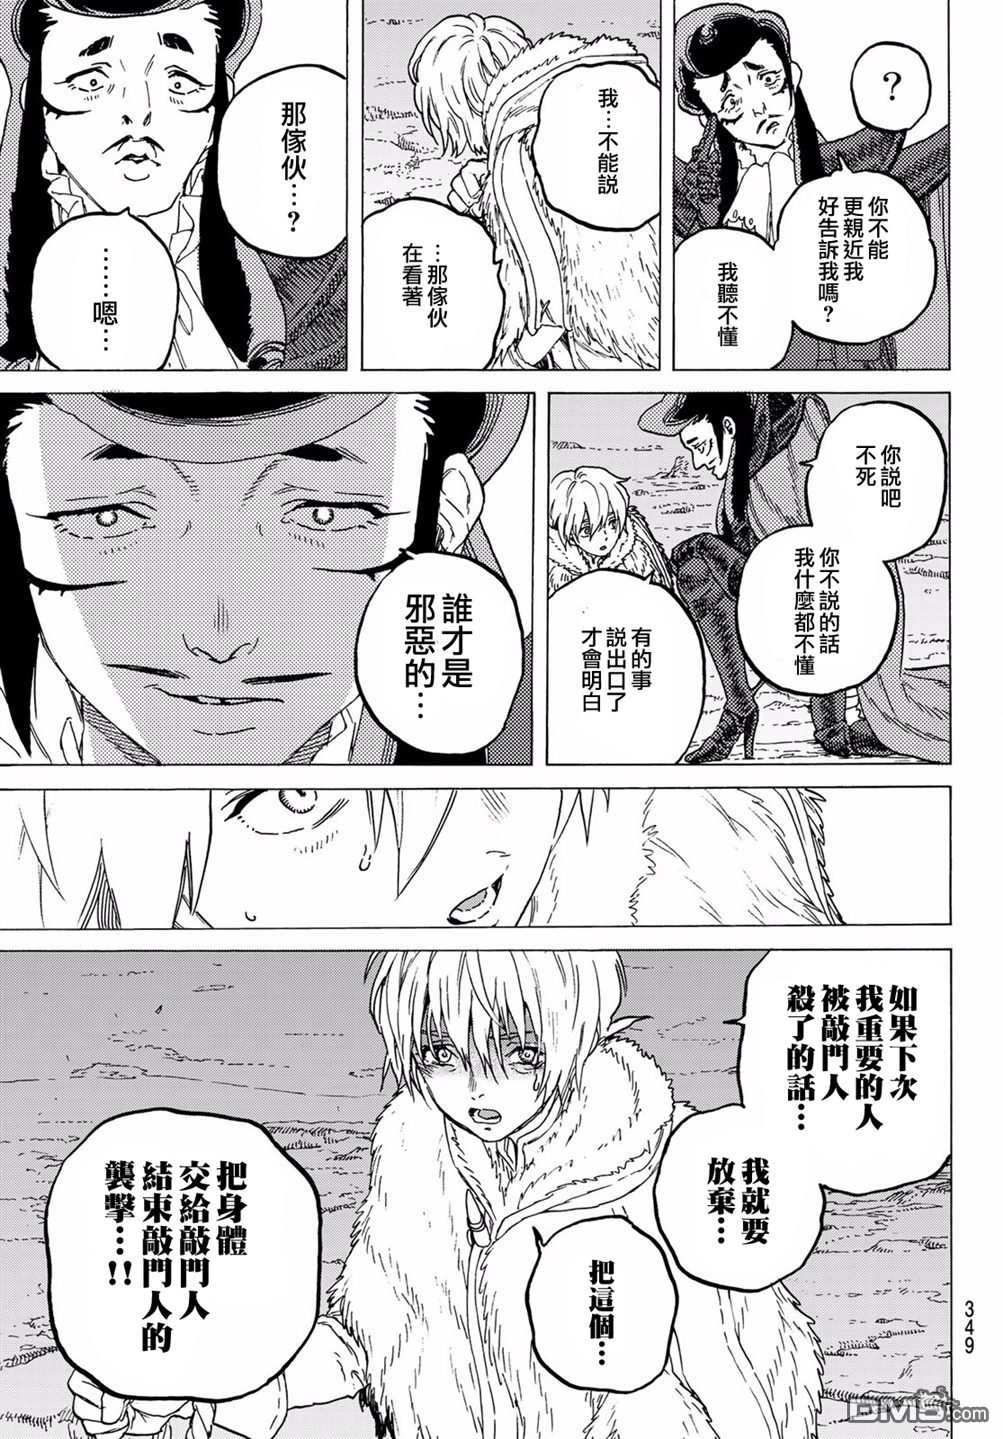 ？
你不能
更親近我
好告訴我嗎？
我聽不懂
我…不能說
…那傢伙
在看著
那傢伙…？
………嗯…
你說吧
不死
你不說的話
我什麼都不懂
有的事
說出口了
才會明白
誰才是
邪惡的…
如果下次
我重要的人
被敲門人
殺了的話…
我就要
放棄…
把這個…
把身體
交給敲門人
結束敲門人的
襲擊…！！
349